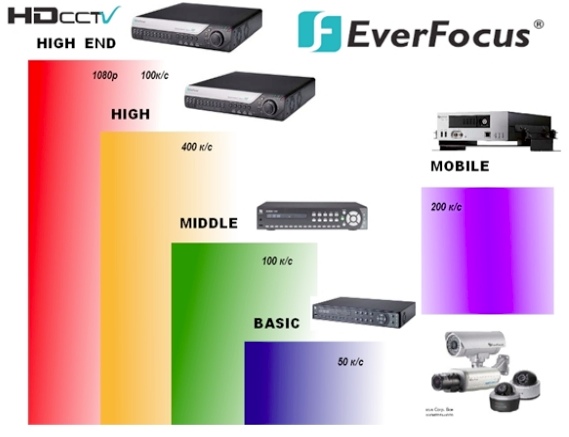 HDCCTV
HIGH END
EverFocus®
1080p 100к/с
HIGH
400 к/с
MOBILE
200 к/с
MIDDLE
100 к/с
BASIC
50 к/с